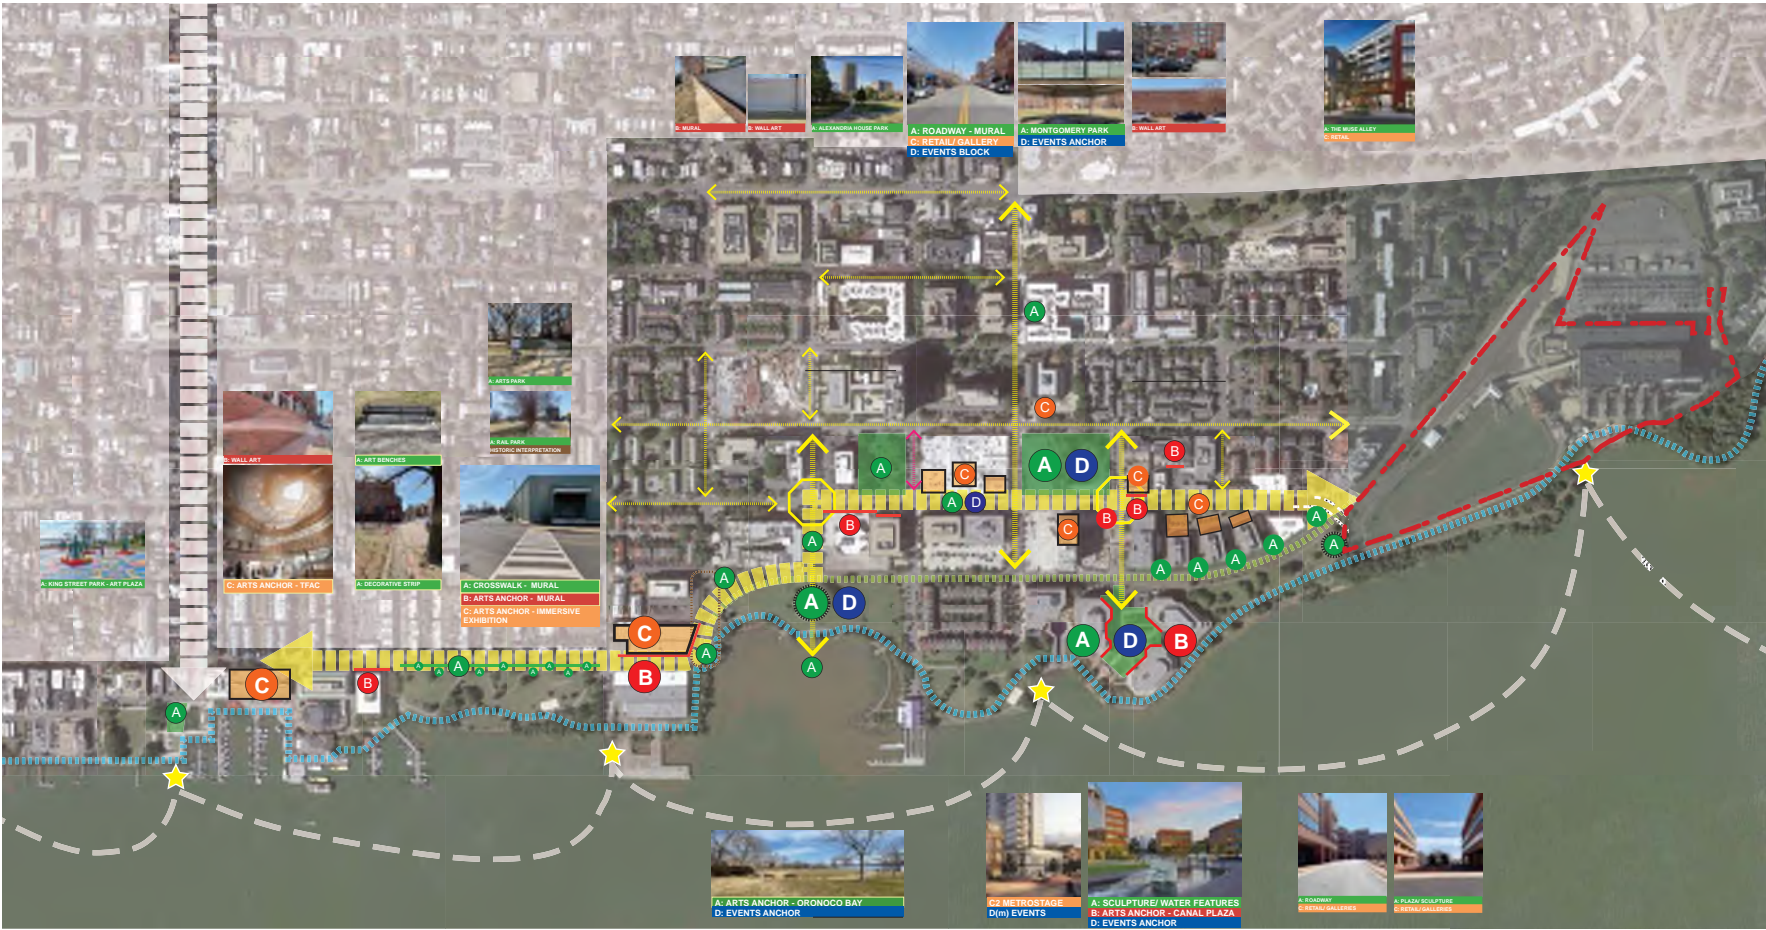 B: MURAL
B: WALL ART
A: ALEXANDRIA HOUSE PARK
A: ROADWAY - MURAL
C: RETAIL/ GALLERY
D: EVENTS BLOCK
A: MONTGOMERY PARK
D: EVENTS ANCHOR
B: WALL ART
A: THE MUSE ALLEY
C: RETAIL
A: ARTS PARK
A: RAIL PARK
HISTORIC INTERPRETATION
B: WALL ART
A: ART BENCHES
A: KING STREET PARK - ART PLAZA
C: ARTS ANCHOR - TFAC
A: DECORATIVE STRIP
A: CROSSWALK - MURAL
B: ARTS ANCHOR - MURAL
C: ARTS ANCHOR - IMMERSIVE
EXHIBITION
A
C
B
A
A D
C
C
A D
C
B
B
B
C
A
A
A
A
A
A
A
A
A D
C
B
A
A
A D B
C
B
A
A
A
A
A
A
A
A
A
A: ARTS ANCHOR - ORONOCO BAY
D: EVENTS ANCHOR
C2 METROSTAGE
D(m) EVENTS
A: SCULPTURE/ WATER FEATURES
B: ARTS ANCHOR - CANAL PLAZA
D: EVENTS ANCHOR
A: ROADWAY
C: RETAIL/ GALLERIES
A: PLAZA/ SCULPTURE
C: RETAIL/ GALLERIES